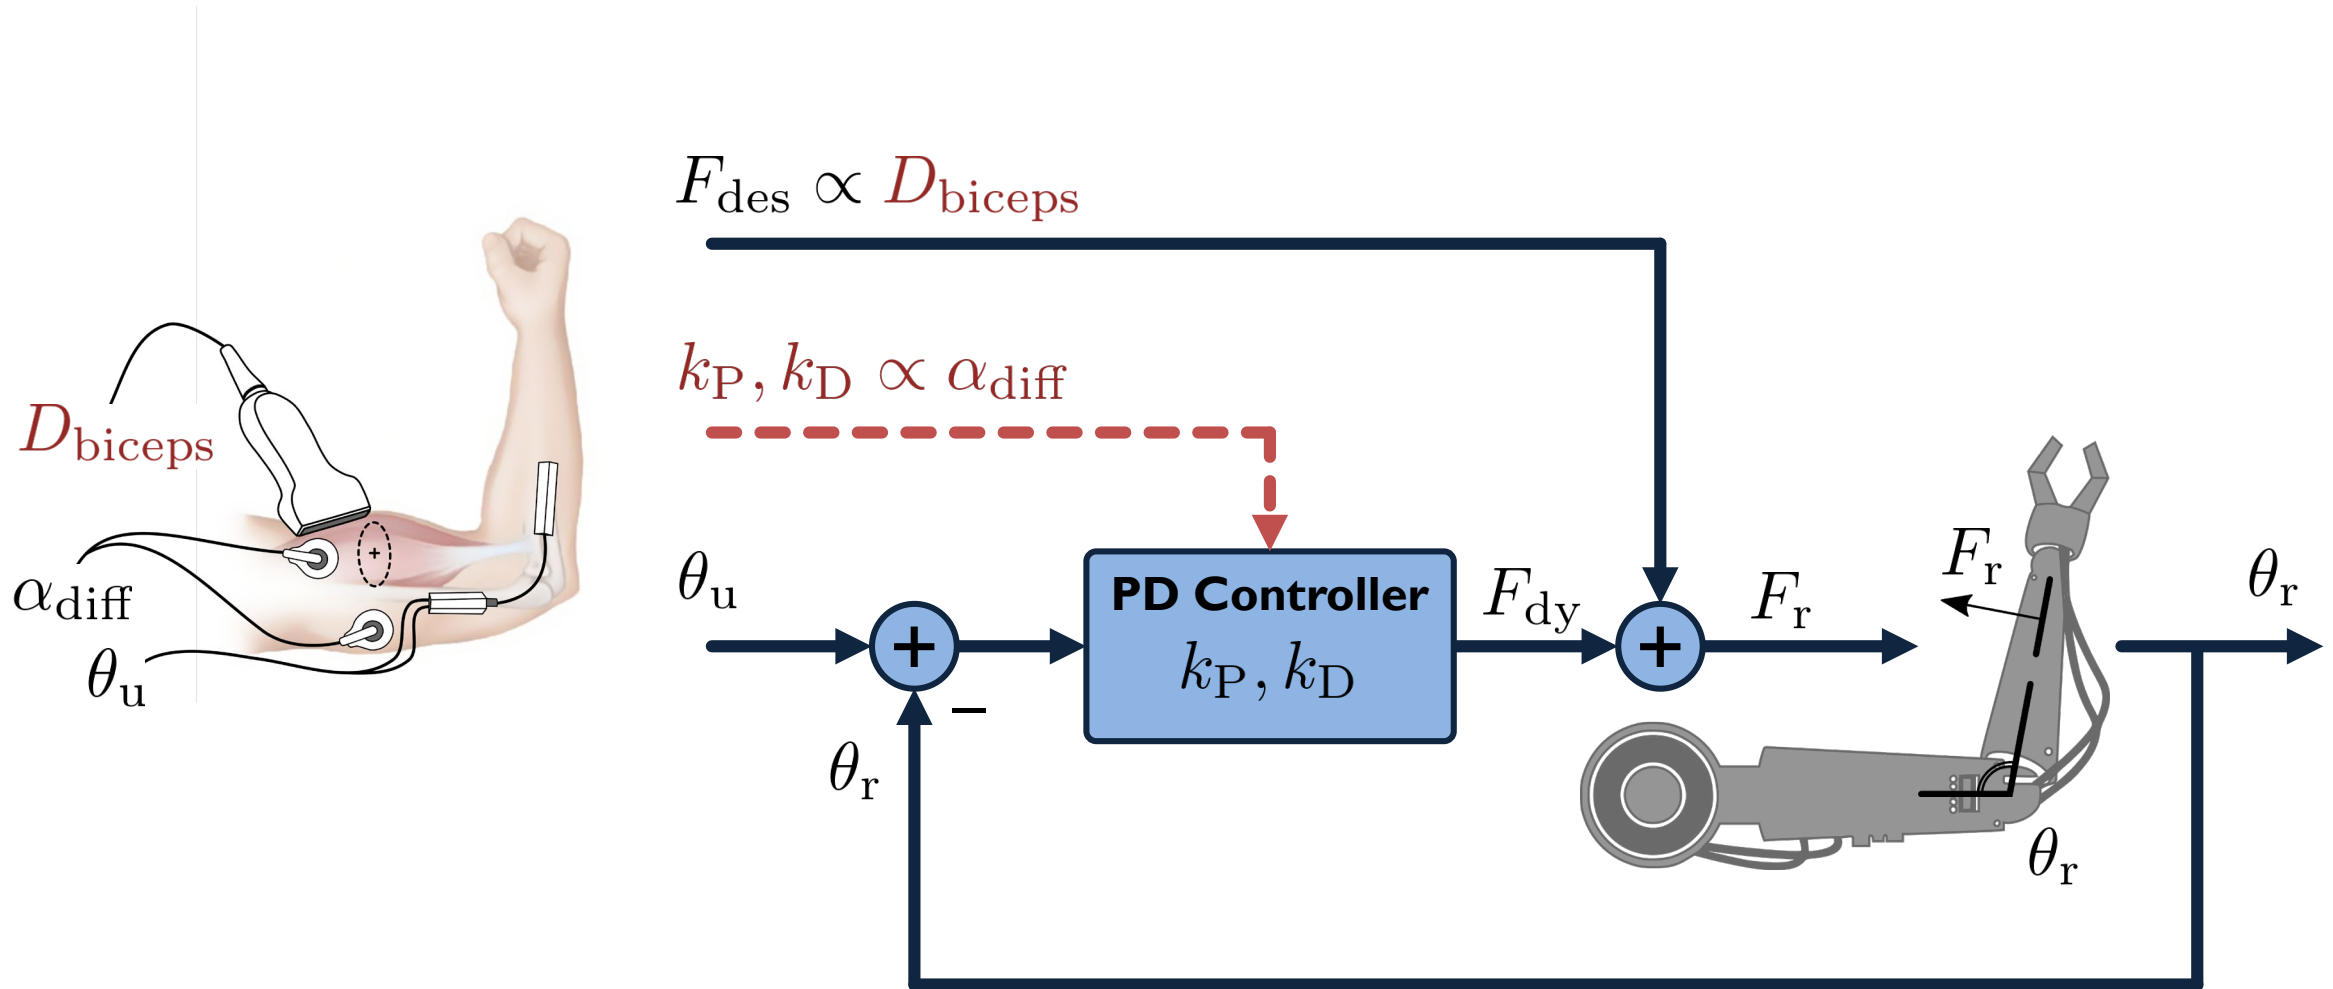 D_biceps
α_diff
θ_u
F_des ∝ D_biceps
k_P, k_D ∝ α_diff
θ_u
+
−
θ_r
PD Controller
k_P, k_D
F_dy
+
F_r
F_r
θ_r
θ_r
+